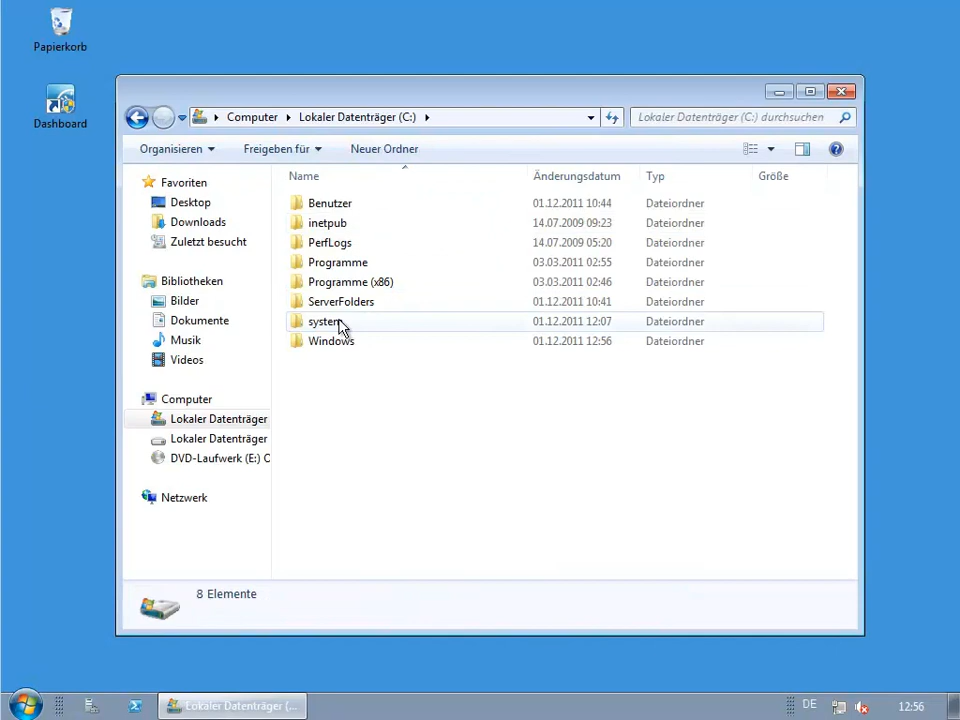 Papierkorb
Dashboard
Computer
Lokaler Datenträger (C:)
Lokaler Datenträger (C:) durchsuchen
Organisieren
Freigeben für
Neuer Ordner
Favoriten
Desktop
Downloads
Zuletzt besucht
Bibliotheken
Bilder
Dokumente
Musik
Videos
Computer
Lokaler Datenträger
Lokaler Datenträger
DVD-Laufwerk (E:) C
Netzwerk
Name Änderungsdatum Typ Größe
Benutzer 01.12.2011 10:44 Dateiordner
inetpub 14.07.2009 09:23 Dateiordner
PerfLogs 14.07.2009 05:20 Dateiordner
Programme 03.03.2011 02:55 Dateiordner
Programme (x86) 03.03.2011 02:46 Dateiordner
ServerFolders 01.12.2011 10:41 Dateiordner
system 01.12.2011 12:07 Dateiordner
Windows 01.12.2011 12:56 Dateiordner
8 Elemente
Lokaler Datenträger (...
DE
12:56